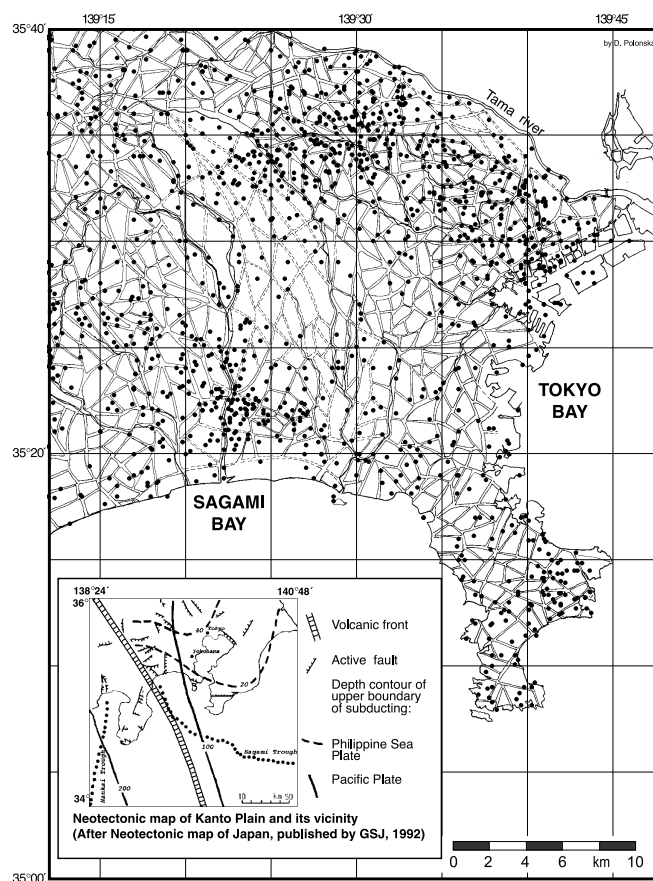 139°15′ 139°30′ 139°45′
35°40′
by D. Polonska
Tama river
TOKYO
BAY
35°20′
SAGAMI
BAY
138°24′ 140°48′
36°
40 Tokyo
Yokohama
20
100
Sagami Trough
Nankai Trough
200
34°
10 km 50
Volcanic front
Active fault
Depth contour of
upper boundary
of subducting:
Philippine Sea
Plate
Pacific Plate
Neotectonic map of Kanto Plain and its vicinity
(After Neotectonic map of Japan, published by GSJ, 1992)
0 2 4 6 km 10
35°00′